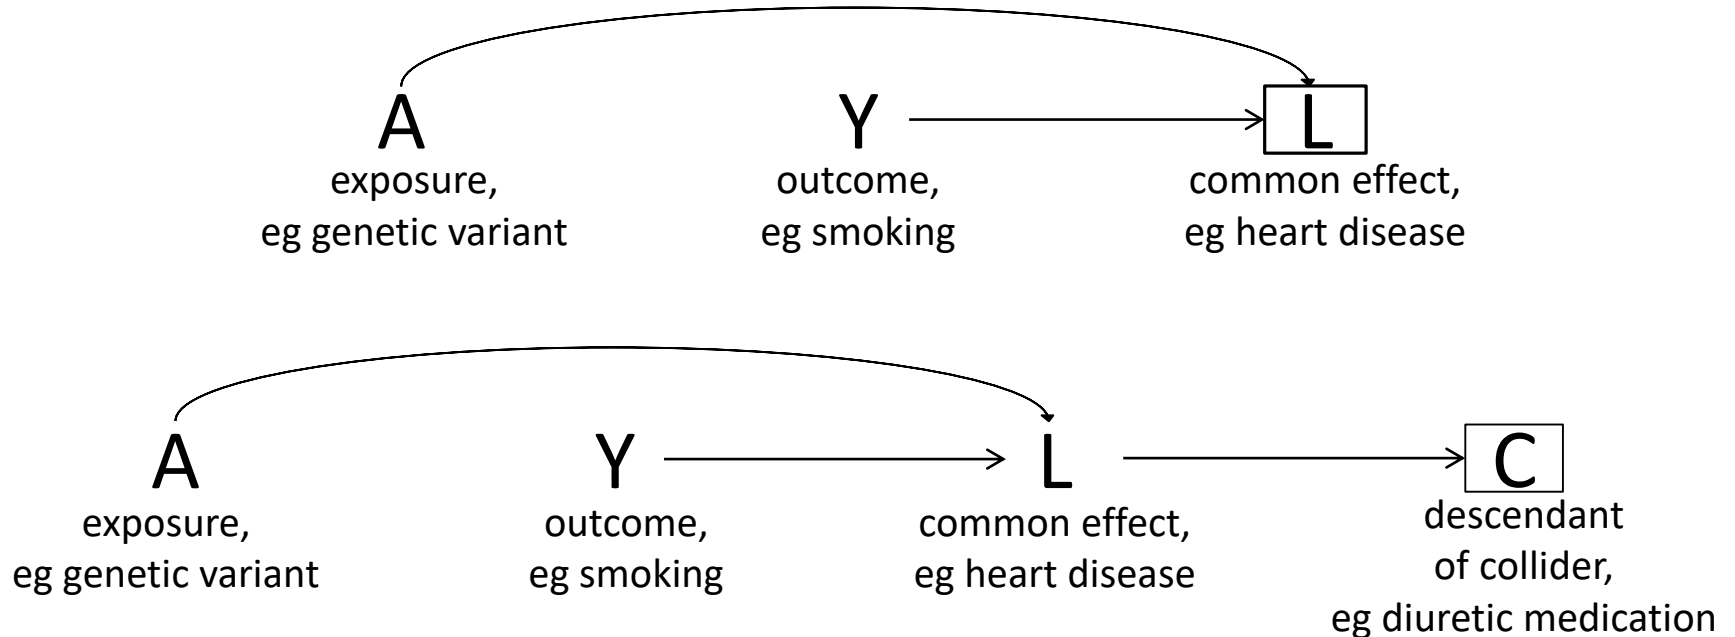 A Y L
exposure, outcome, common effect,
eg genetic variant eg smoking eg heart disease
A Y L C
exposure, outcome, common effect, descendant
eg genetic variant eg smoking eg heart disease of collider,
eg diuretic medication